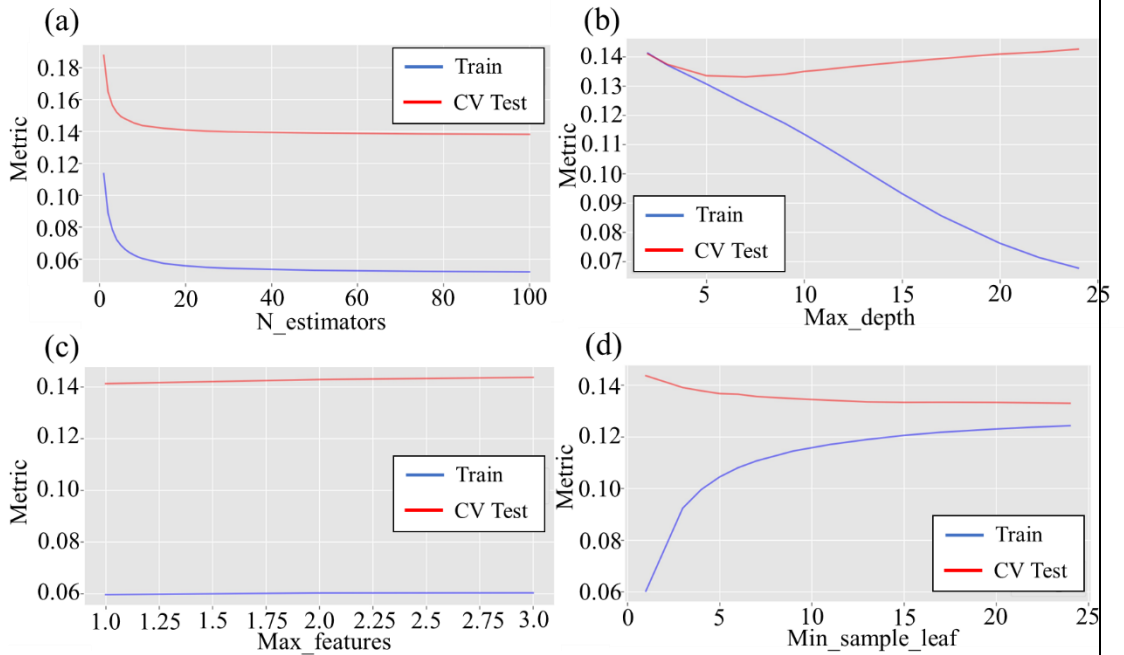 (a)
Metric
0.18
0.16
0.14
0.12
0.10
0.08
0.06
Train
CV Test
0 20 40 60 80 100
N_estimators
(b)
Metric
0.14
0.13
0.12
0.11
0.10
0.09
0.08
0.07
Train
CV Test
5 10 15 20 25
Max_depth
(c)
Metric
0.14
0.12
0.10
0.08
0.06
Train
CV Test
1.0 1.25 1.5 1.75 2.0 2.25 2.50 2.75 3.0
Max_features
(d)
Metric
0.14
0.12
0.10
0.08
0.06
Train
CV Test
0 5 10 15 20 25
Min_sample_leaf